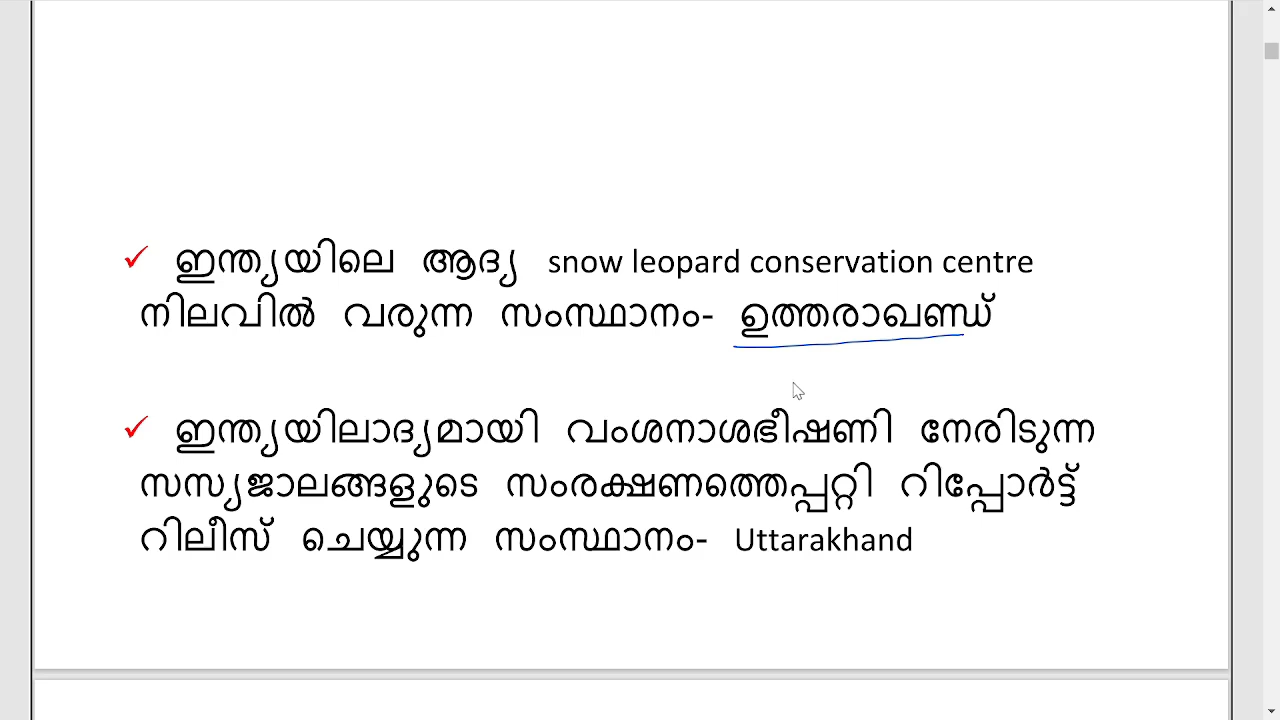 ✓ ഇന്ത്യയിലെ ആദ്യ snow leopard conservation centre
നിലവിൽ വരുന്ന സംസ്ഥാനം- ഉത്തരാഖണ്ഡ്
✓ ഇന്ത്യയിലാദ്യമായി വംശനാശഭീഷണി നേരിടുന്ന
സസ്യജാലങ്ങളുടെ സംരക്ഷണത്തെപ്പറ്റി റിപ്പോർട്ട്
റിലീസ് ചെയ്യുന്ന സംസ്ഥാനം- Uttarakhand